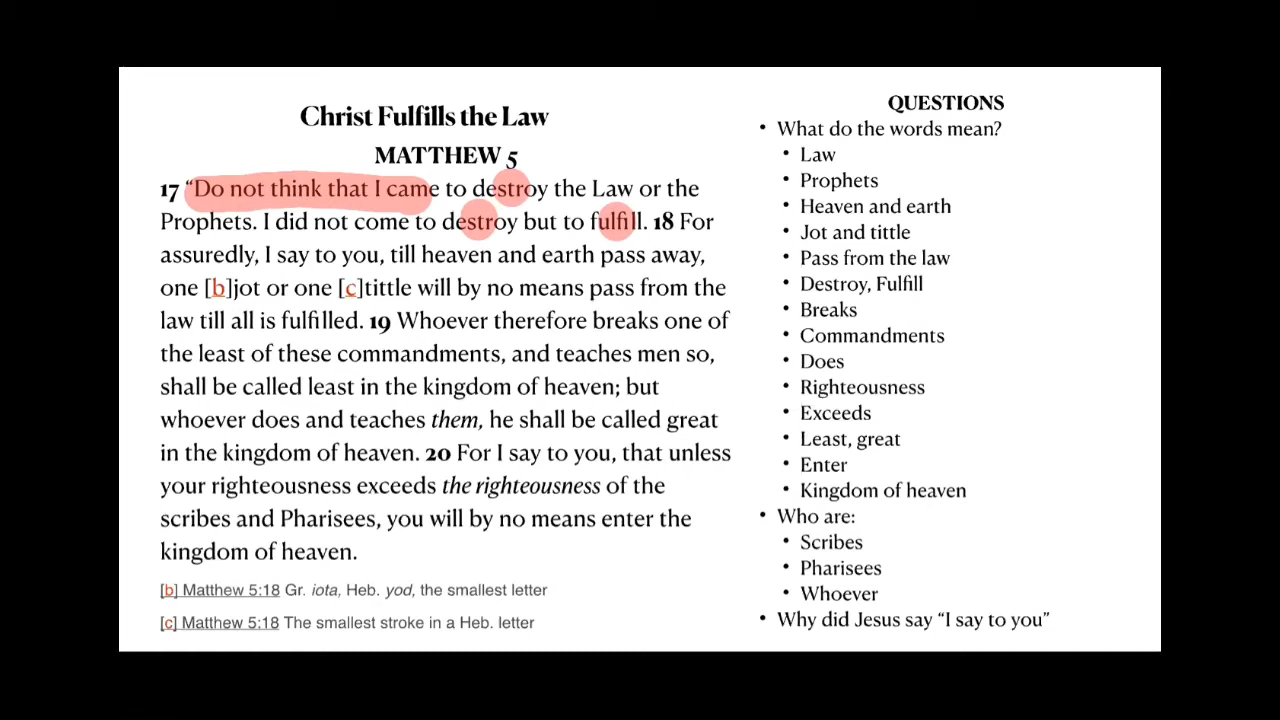 Christ Fulfills the Law
MATTHEW 5
17 “Do not think that I came to destroy the Law or the
Prophets. I did not come to destroy but to fulfill. 18 For
assuredly, I say to you, till heaven and earth pass away,
one [b]jot or one [c]tittle will by no means pass from the
law till all is fulfilled. 19 Whoever therefore breaks one of
the least of these commandments, and teaches men so,
shall be called least in the kingdom of heaven; but
whoever does and teaches them, he shall be called great
in the kingdom of heaven. 20 For I say to you, that unless
your righteousness exceeds the righteousness of the
scribes and Pharisees, you will by no means enter the
kingdom of heaven.
[b] Matthew 5:18 Gr. iota, Heb. yod, the smallest letter
[c] Matthew 5:18 The smallest stroke in a Heb. letter
QUESTIONS
• What do the words mean?
• Law
• Prophets
• Heaven and earth
• Jot and tittle
• Pass from the law
• Destroy, Fulfill
• Breaks
• Commandments
• Does
• Righteousness
• Exceeds
• Least, great
• Enter
• Kingdom of heaven
• Who are:
• Scribes
• Pharisees
• Whoever
• Why did Jesus say “I say to you”